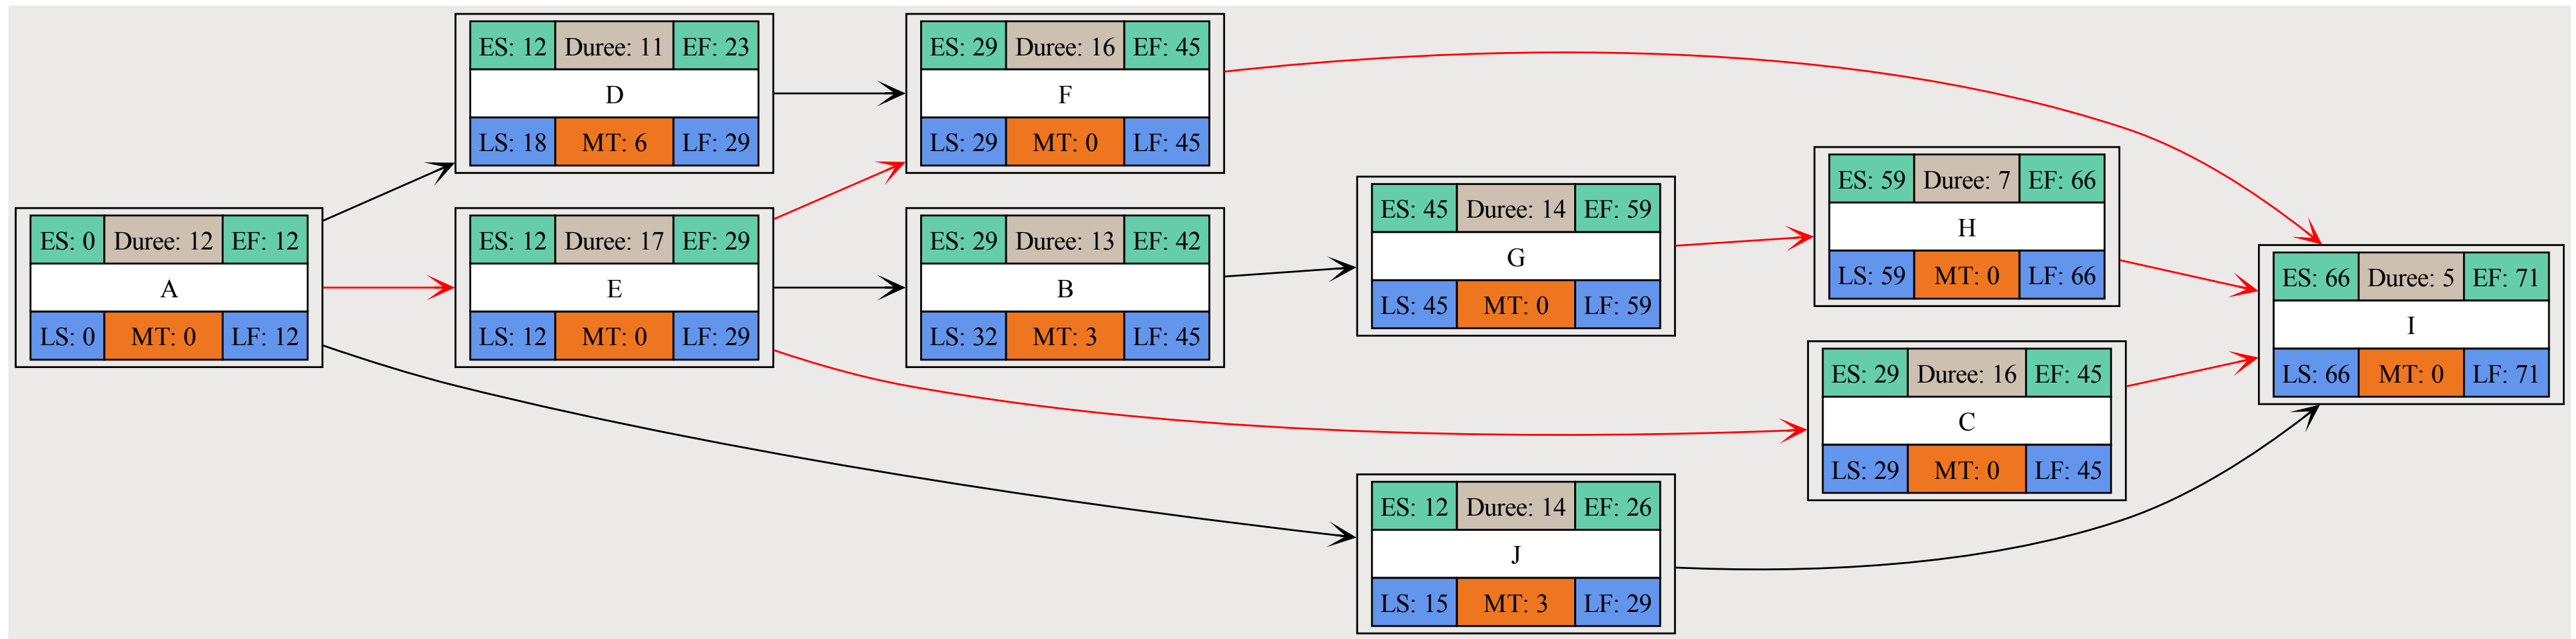 ES: 0 Duree: 12 EF: 12
A
LS: 0 MT: 0 LF: 12
ES: 12 Duree: 11 EF: 23
D
LS: 18 MT: 6 LF: 29
ES: 12 Duree: 17 EF: 29
E
LS: 12 MT: 0 LF: 29
ES: 29 Duree: 16 EF: 45
F
LS: 29 MT: 0 LF: 45
ES: 29 Duree: 13 EF: 42
B
LS: 32 MT: 3 LF: 45
ES: 45 Duree: 14 EF: 59
G
LS: 45 MT: 0 LF: 59
ES: 12 Duree: 14 EF: 26
J
LS: 15 MT: 3 LF: 29
ES: 59 Duree: 7 EF: 66
H
LS: 59 MT: 0 LF: 66
ES: 29 Duree: 16 EF: 45
C
LS: 29 MT: 0 LF: 45
ES: 66 Duree: 5 EF: 71
I
LS: 66 MT: 0 LF: 71